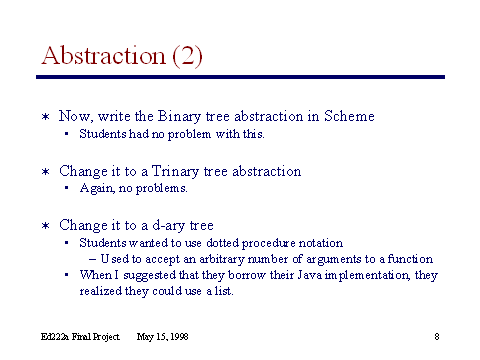 Abstraction (2)
* Now, write the Binary tree abstraction in Scheme
• Students had no problem with this.
* Change it to a Trinary tree abstraction
• Again, no problems.
* Change it to a d-ary tree
• Students wanted to use dotted procedure notation
– Used to accept an arbitrary number of arguments to a function
• When I suggested that they borrow their Java implementation, they
realized they could use a list.
Ed222a Final Project May 15, 1998 8